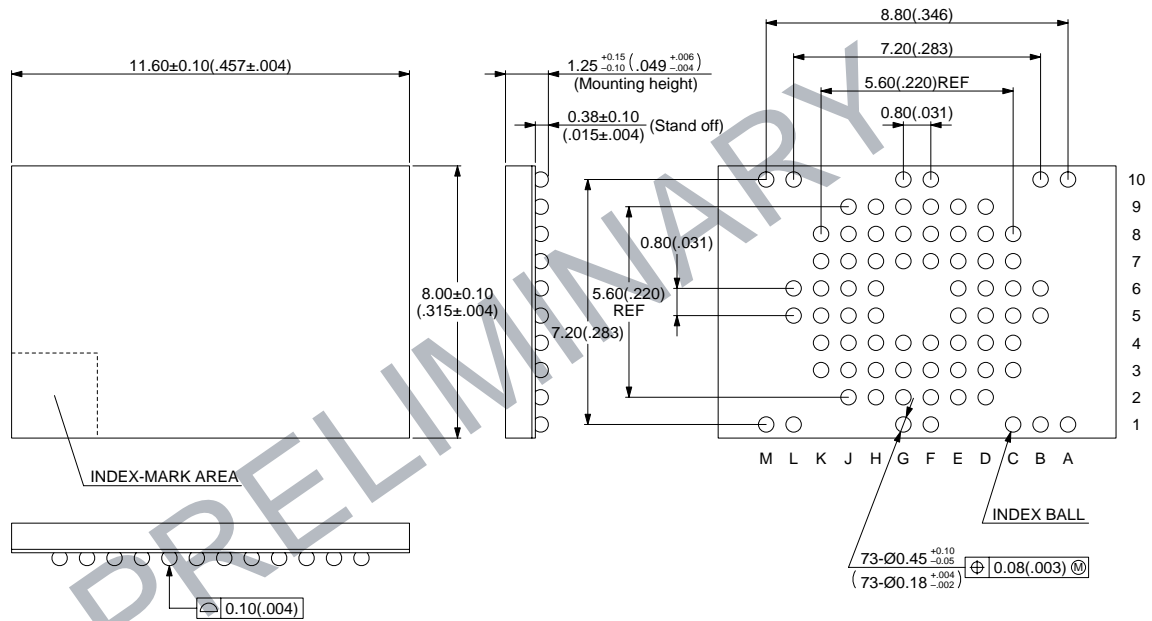 8.80(.346)
7.20(.283)
5.60(.220)REF
0.80(.031)
11.60±0.10(.457±.004)
1.25 +0.15 -0.10 (.049 +.006 -.004)
(Mounting height)
0.38±0.10
(.015±.004)
(Stand off)
8.00±0.10
(.315±.004)
0.80(.031)
5.60(.220)
REF
7.20(.283)
10
9
8
7
6
5
4
3
2
1
M L K J H G F E D C B A
INDEX-MARK AREA
INDEX BALL
73-Ø0.45 +0.10 -0.05
(73-Ø0.18 +.004 -.002)
⌖ 0.08(.003) Ⓜ
⌓ 0.10(.004)
PRELIMINARY